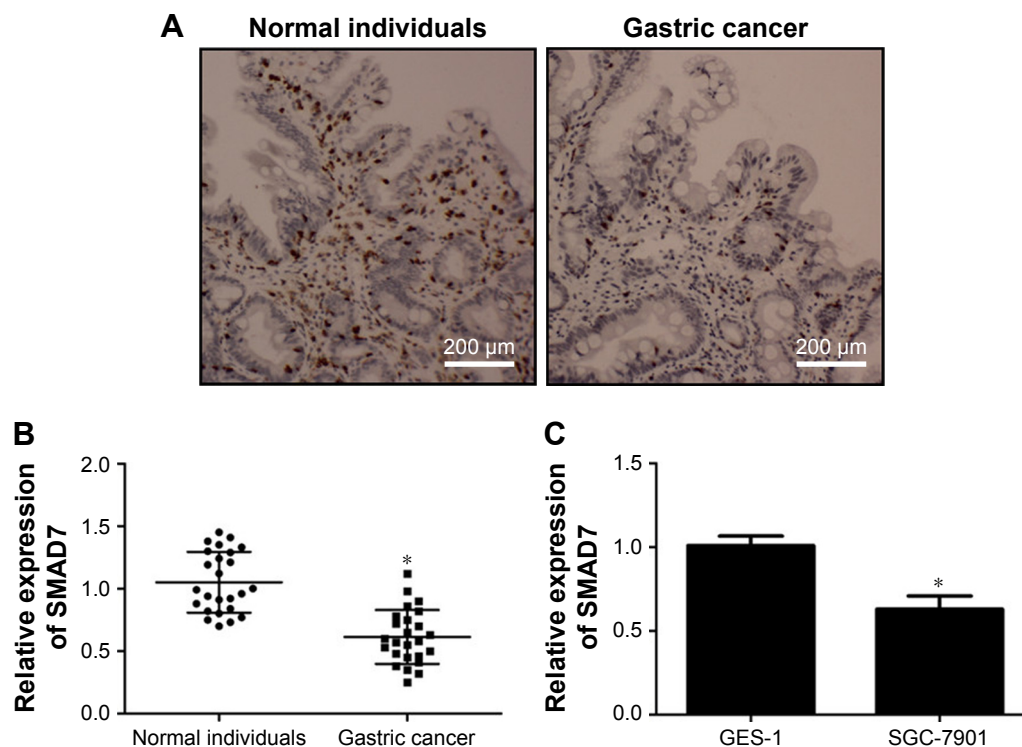 A
Normal individuals
Gastric cancer
200 µm
200 µm
B
Relative expression
of SMAD7
2.0
1.5
1.0
0.5
0.0
*
Normal individuals
Gastric cancer
C
Relative expression
of SMAD7
1.5
1.0
0.5
0.0
*
GES-1
SGC-7901